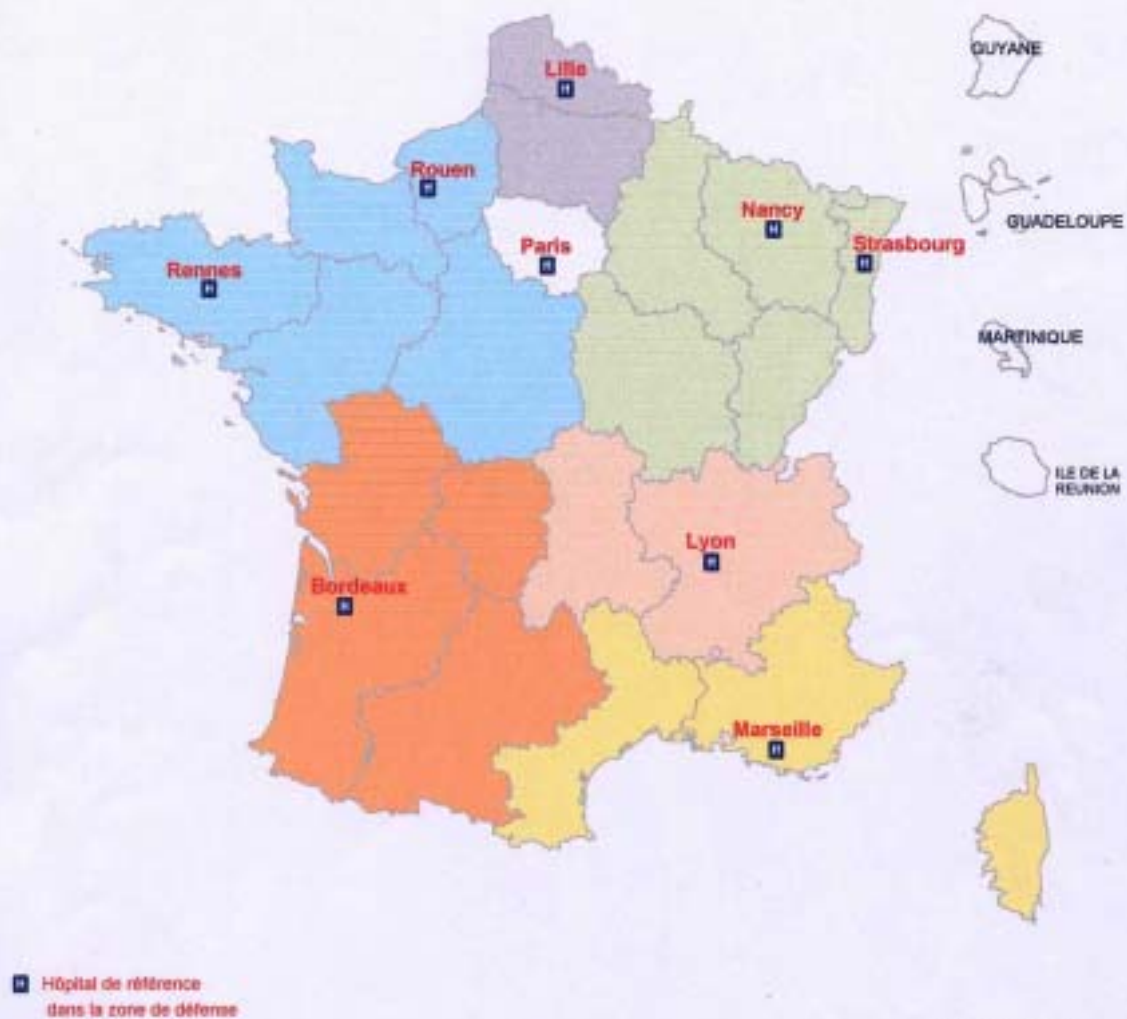 GUYANE
Lille
Rouen
Nancy
GUADELOUPE
Paris
Strasbourg
Rennes
MARTINIQUE
ILE DE LA
REUNION
Lyon
Bordeaux
Marseille
H Hôpital de référence
dans la zone de défense